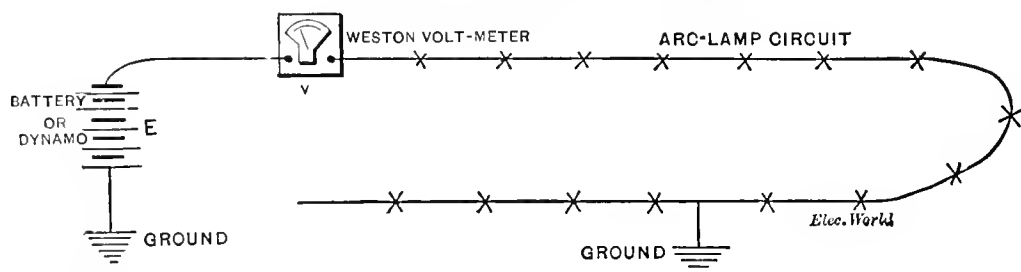 WESTON VOLT-METER
ARC-LAMP CIRCUIT
V
BATTERY
OR
DYNAMO
E
GROUND
Elec. World
GROUND